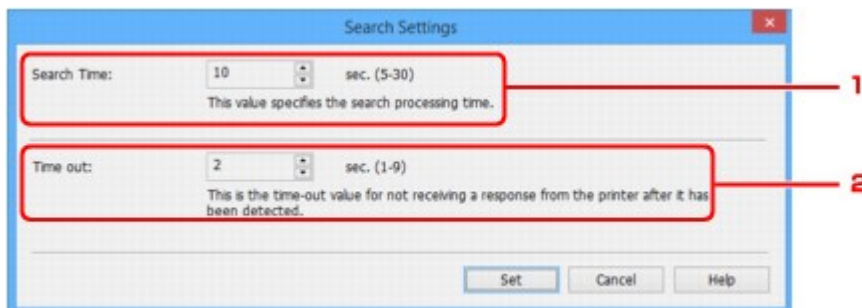 Search Settings
Search Time: 10 sec. (5-30)
This value specifies the search processing time.
1
Time out: 2 sec. (1-9)
This is the time-out value for not receiving a response from the printer after it has
been detected.
2
Set Cancel Help